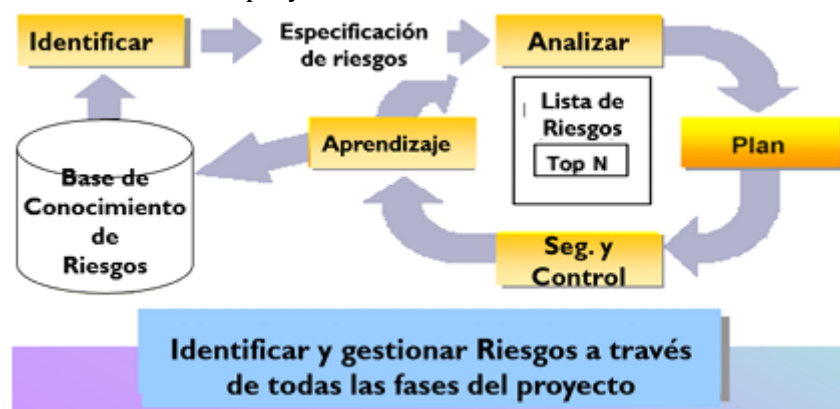 Identificar
Especificación
de riesgos
Analizar
Lista de
Riesgos
Top N
Aprendizaje
Plan
Base de
Conocimiento
de
Riesgos
Seg. y
Control
Identificar y gestionar Riesgos a través
de todas las fases del proyecto